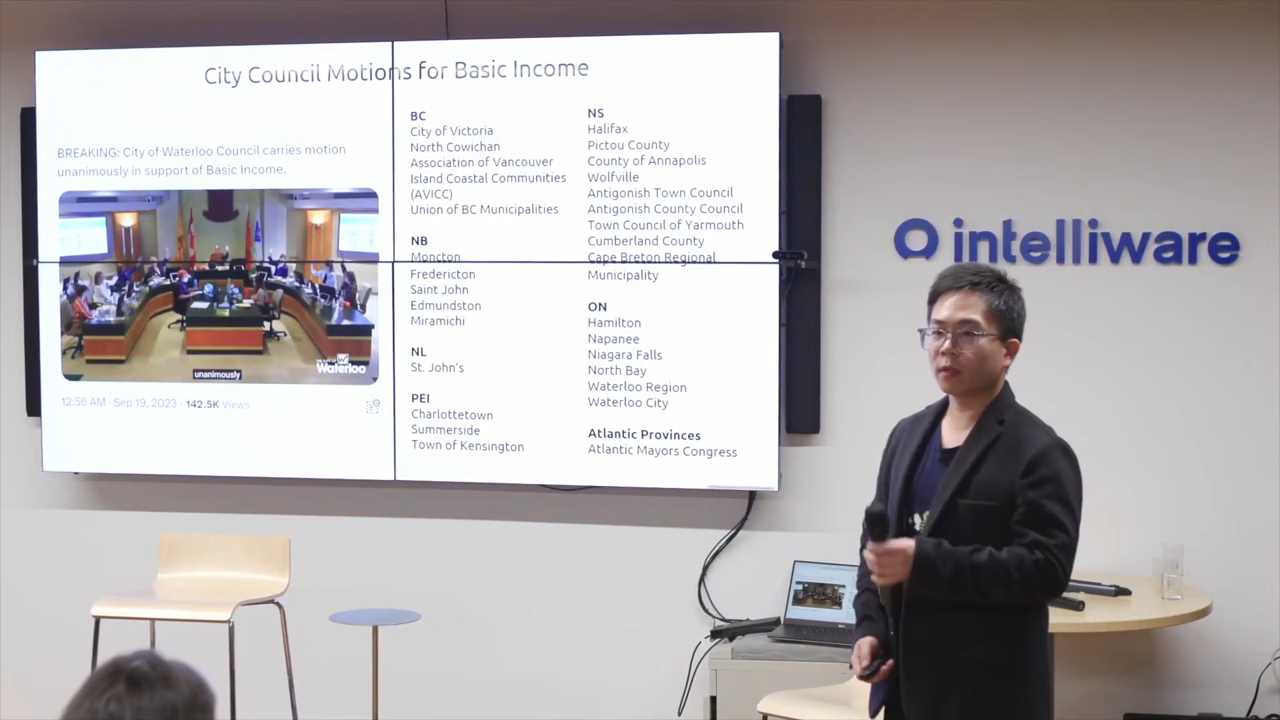 City Council Motions for Basic Income
BREAKING: City of Waterloo Council carries motion
unanimously in support of Basic Income.
unanimously
Waterloo
12:56 AM · Sep 19, 2023 · 142.5K Views
BC
City of Victoria
North Cowichan
Association of Vancouver
Island Coastal Communities
(AVICC)
Union of BC Municipalities
NB
Moncton
Fredericton
Saint John
Edmundston
Miramichi
NL
St. John's
PEI
Charlottetown
Summerside
Town of Kensington
NS
Halifax
Pictou County
County of Annapolis
Wolfville
Antigonish Town Council
Antigonish County Council
Town Council of Yarmouth
Cumberland County
Cape Breton Regional
Municipality
ON
Hamilton
Napanee
Niagara Falls
North Bay
Waterloo Region
Waterloo City
Atlantic Provinces
Atlantic Mayors Congress
intelliware